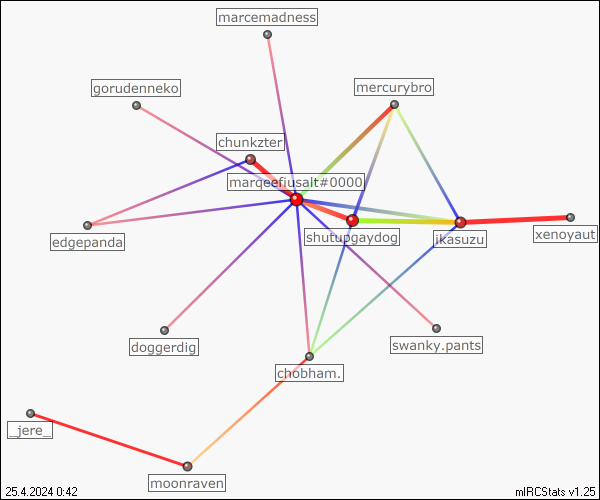 marcemadness
gorudenneko
mercurybro
chunkzter
marqeefiusalt#0000
edgepanda
shutupgaydog
ikasuzu
xenoyaut
doggerdig
swanky.pants
chobham.
_jere_
moonraven
25.4.2024 0:42
mIRCStats v1.25